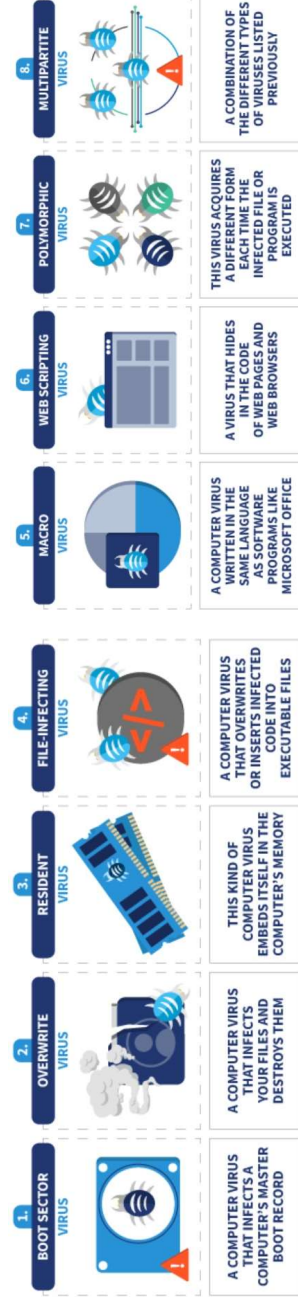 1.
BOOT SECTOR
VIRUS
A COMPUTER VIRUS
THAT INFECTS A
COMPUTER'S MASTER
BOOT RECORD
2.
OVERWRITE
VIRUS
A COMPUTER VIRUS
THAT INFECTS
YOUR FILES AND
DESTROYS THEM
3.
RESIDENT
VIRUS
THIS KIND OF
COMPUTER VIRUS
EMBEDS ITSELF IN THE
COMPUTER'S MEMORY
4.
FILE-INFECTING
VIRUS
</>
!
A COMPUTER VIRUS
THAT OVERWRITES
OR INSERTS INFECTED
CODE INTO
EXECUTABLE FILES
5.
MACRO
VIRUS
A COMPUTER VIRUS
WRITTEN IN THE
SAME LANGUAGE
AS SOFTWARE
PROGRAMS LIKE
MICROSOFT OFFICE
6.
WEB SCRIPTING
VIRUS
A VIRUS THAT HIDES
IN THE CODE
OF WEB PAGES AND
WEB BROWSERS
7.
POLYMORPHIC
VIRUS
THIS VIRUS ACQUIRES
A DIFFERENT FORM
EACH TIME THE
INFECTED FILE OR
PROGRAM IS
EXECUTED
8.
MULTIPARTITE
VIRUS
!
A COMBINATION OF
THE DIFFERENT TYPES
OF VIRUSES LISTED
PREVIOUSLY